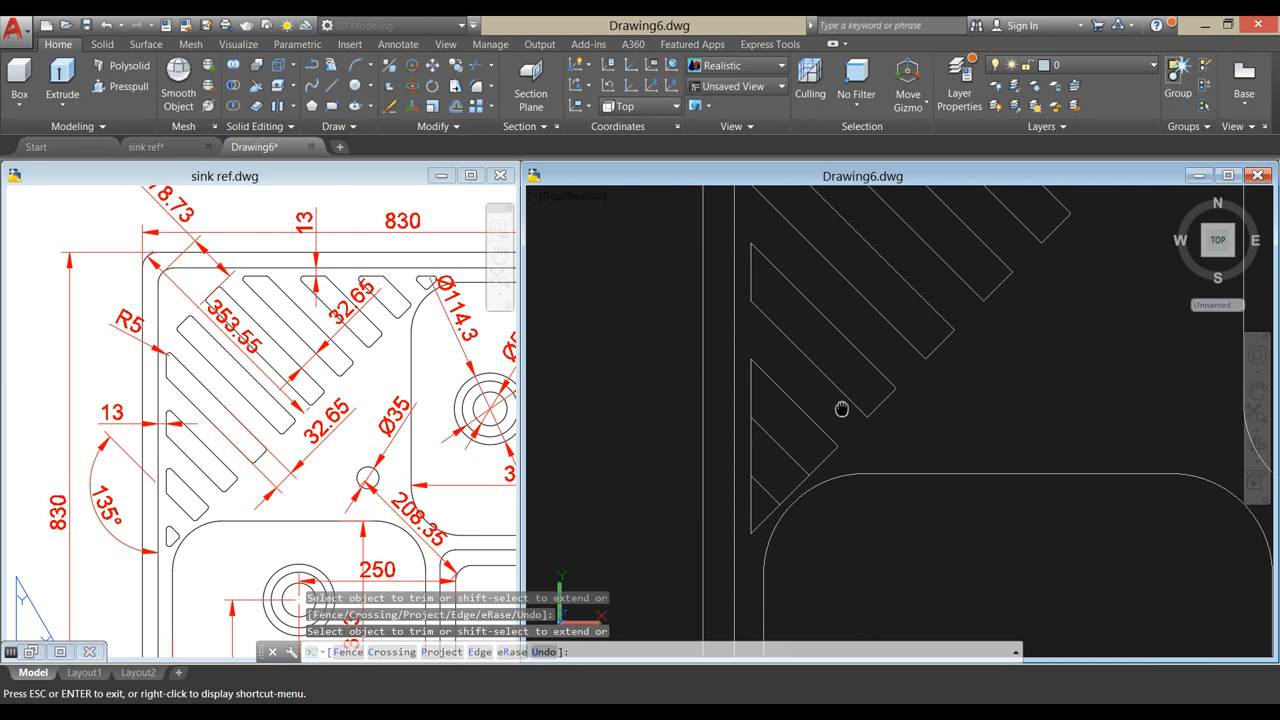 3D Modeling
Drawing6.dwg
Type a keyword or phrase
Sign In
Home
Solid
Surface
Mesh
Visualize
Parametric
Insert
Annotate
View
Manage
Output
Add-ins
A360
Featured Apps
Express Tools
Box
Extrude
Polysolid
Presspull
Smooth
Object
Section
Plane
Realistic
Unsaved View
Top
Culling
No Filter
Move
Gizmo
Layer
Properties
0
Group
Base
Modeling
Mesh
Solid Editing
Draw
Modify
Section
Coordinates
View
Selection
Layers
Groups
View
Start
sink ref*
Drawing6*
sink ref.dwg
Drawing6.dwg
[−][Top][Realistic]
8.73
13
830
32.65
Ø114.3
R5
353.55
13
32.65
Ø35
135°
830
208.35
250
N
W
TOP
E
S
Unnamed
Y
Select object to trim or shift-select to extend or
[Fence/Crossing/Project/Edge/eRase/Undo]:
Select object to trim or shift-select to extend or
[Fence Crossing Project Edge eRase Undo]:
Model
Layout1
Layout2
Press ESC or ENTER to exit, or right-click to display shortcut-menu.